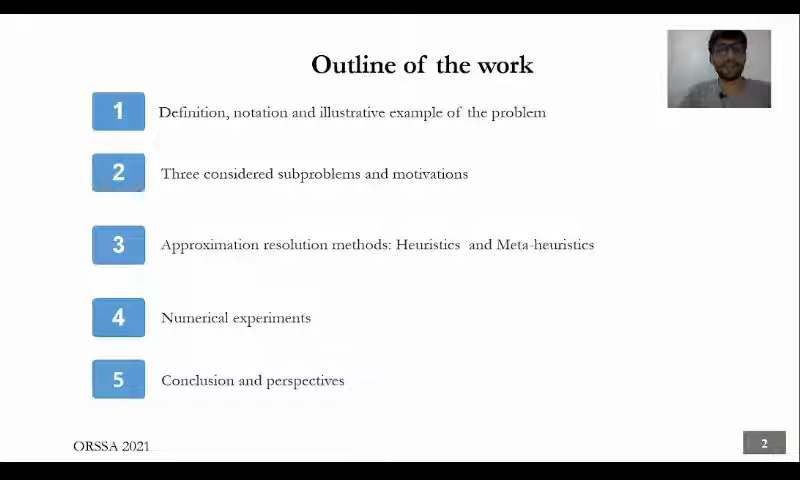 Outline of the work
1 Definition, notation and illustrative example of the problem
2 Three considered subproblems and motivations
3 Approximation resolution methods: Heuristics and Meta-heuristics
4 Numerical experiments
5 Conclusion and perspectives
ORSSA 2021
2